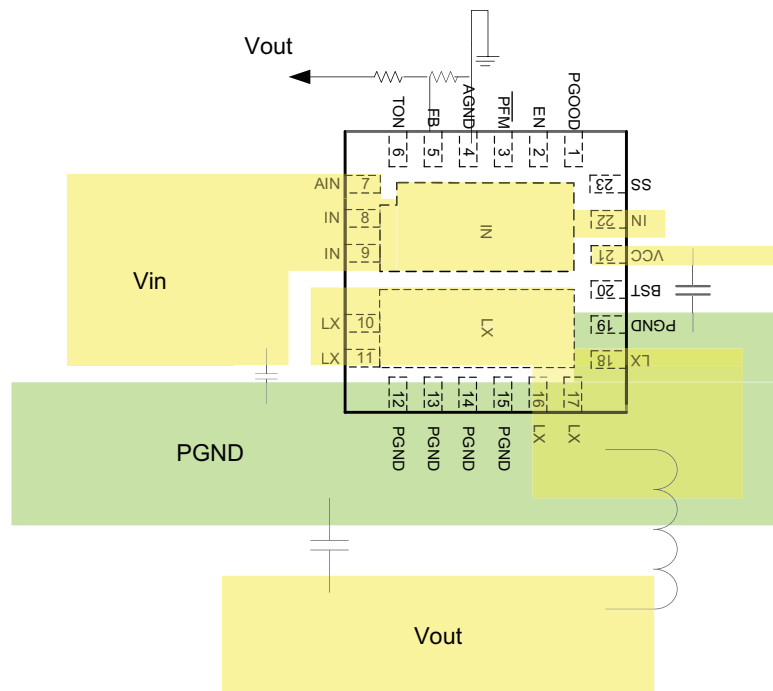 Vout
TON
FB
AGND
PFM
EN
PGOOD
6
5
4
3
2
1
AIN 7
IN 8
IN 9
LX 10
LX 11
23 SS
22 IN
21 VCC
20 BST
19 PGND
18 LX
IN
LX
Vin
12
13
14
15
16
17
PGND
PGND
PGND
PGND
LX
LX
PGND
Vout